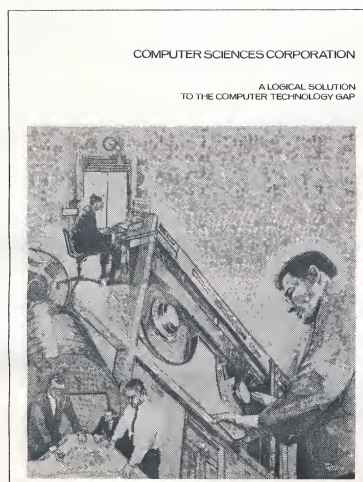 COMPUTER SCIENCES CORPORATION
A LOGICAL SOLUTION
TO THE COMPUTER TECHNOLOGY GAP